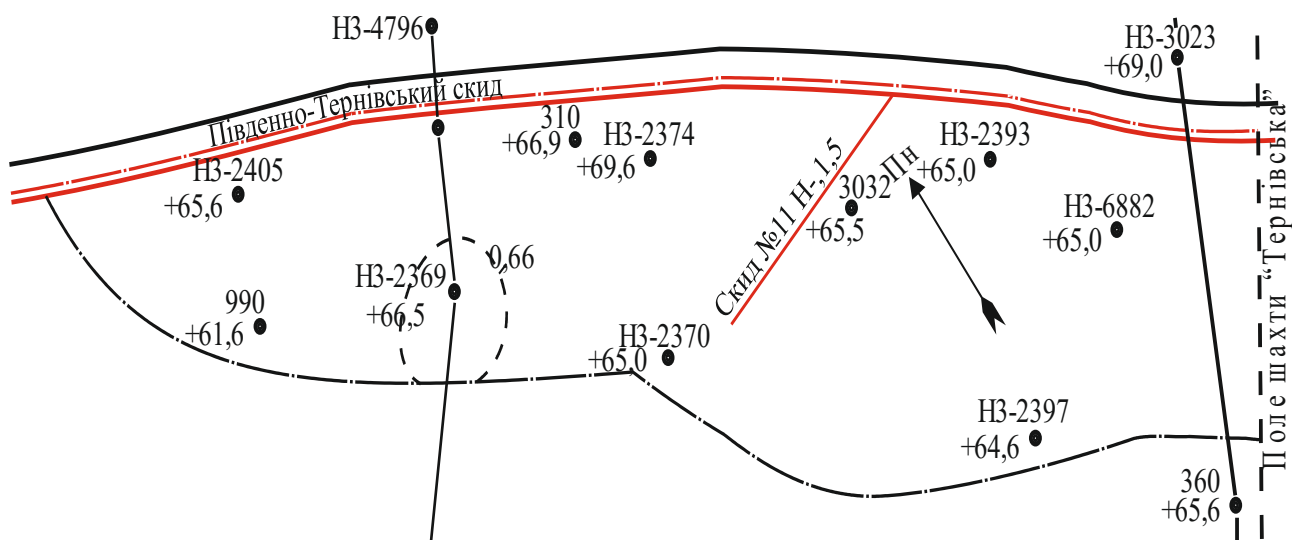 НЗ-4796
НЗ-3023
+69,0
Південно-Тернівський скид
310
+66,9
НЗ-2374
+69,6
НЗ-2393
+65,0
НЗ-2405
+65,6
Пн
3032
+65,5
НЗ-6882
+65,0
Скид №11 Н-,1,5
0,66
НЗ-2369
+66,5
990
+61,6
НЗ-2370
+65,0
НЗ-2397
+64,6
360
+65,6
Поле шахти “Тернівська”